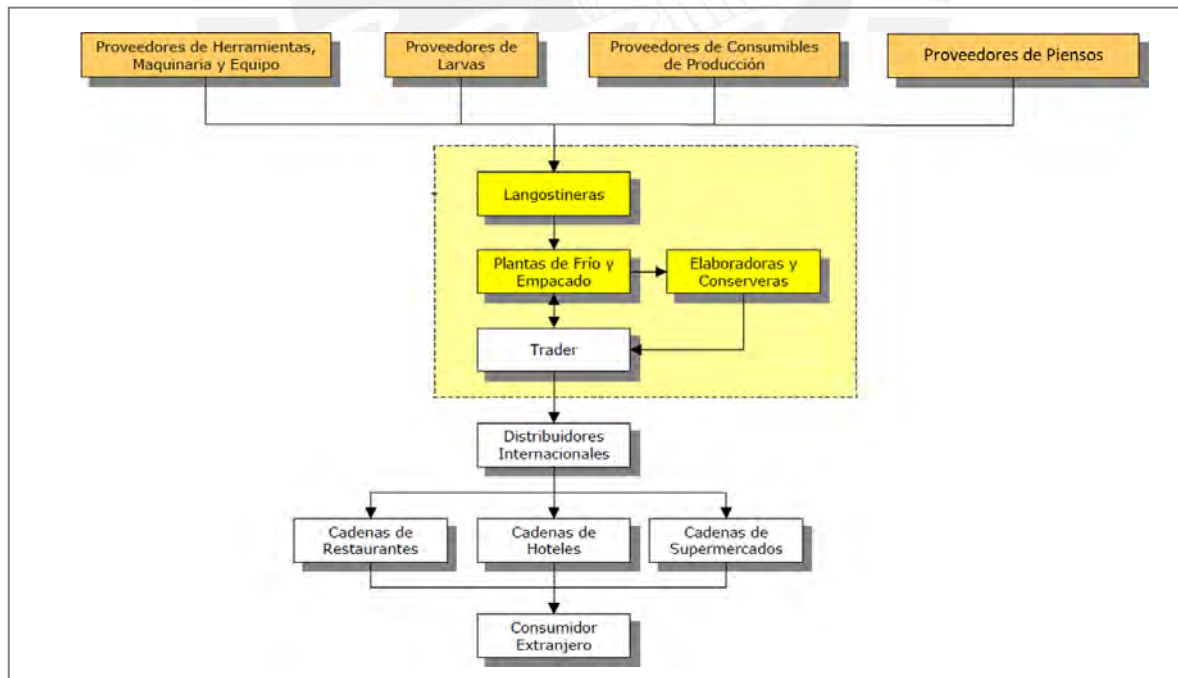 Proveedores de Herramientas,
Maquinaria y Equipo
Proveedores de
Larvas
Proveedores de Consumibles
de Producción
Proveedores de Piensos
Langostineras
Plantas de Frío y
Empacado
Elaboradoras y
Conserveras
Trader
Distribuidores
Internacionales
Cadenas de
Restaurantes
Cadenas de
Hoteles
Cadenas de
Supermercados
Consumidor
Extranjero